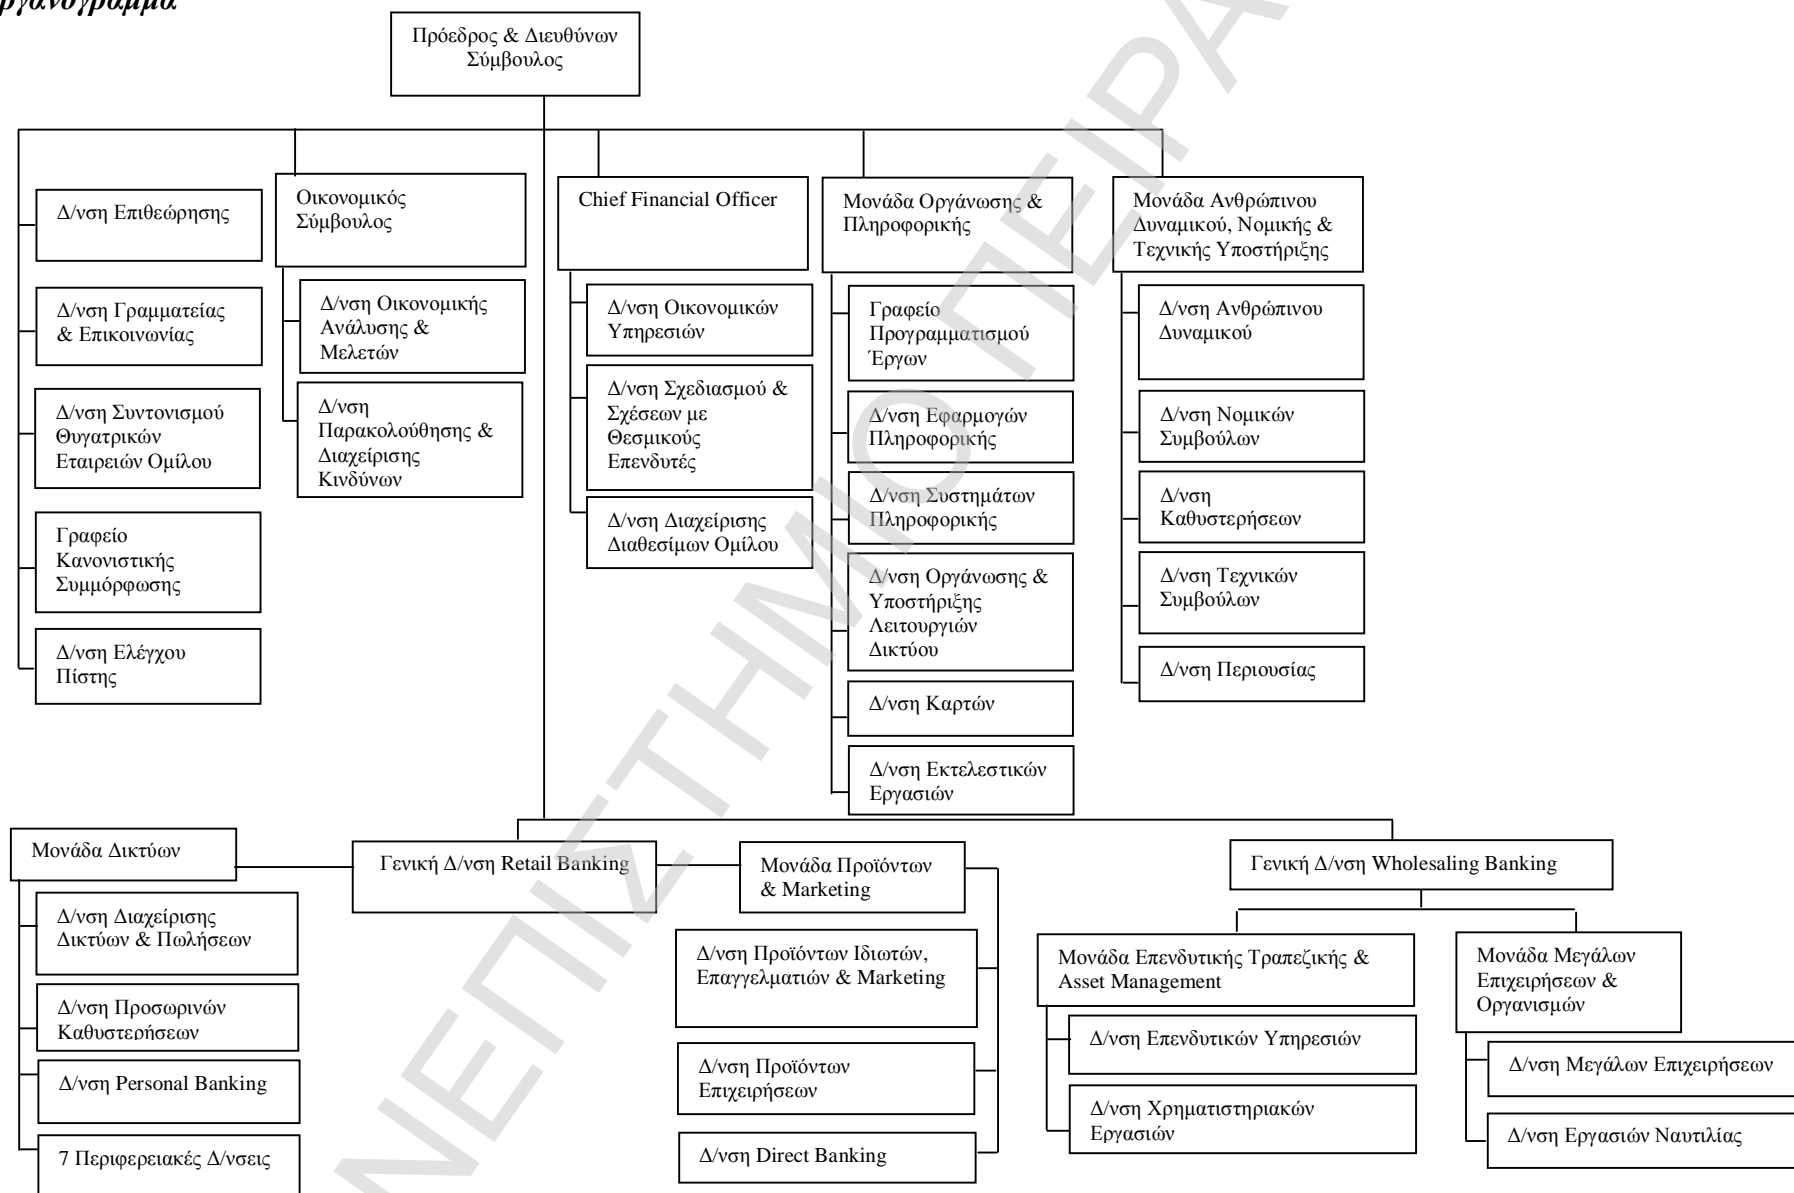 ργανόγραμμα
Πρόεδρος & Διευθύνων
Σύμβουλος
Δ/νση Επιθεώρησης
Δ/νση Γραμματείας
& Επικοινωνίας
Δ/νση Συντονισμού
Θυγατρικών
Εταιρειών Ομίλου
Γραφείο
Κανονιστικής
Συμμόρφωσης
Δ/νση Ελέγχου
Πίστης
Οικονομικός
Σύμβουλος
Δ/νση Οικονομικής
Ανάλυσης &
Μελετών
Δ/νση
Παρακολούθησης &
Διαχείρισης
Κινδύνων
Chief Financial Officer
Δ/νση Οικονομικών
Υπηρεσιών
Δ/νση Σχεδιασμού &
Σχέσεων με
Θεσμικούς
Επενδυτές
Δ/νση Διαχείρισης
Διαθεσίμων Ομίλου
Μονάδα Οργάνωσης &
Πληροφορικής
Γραφείο
Προγραμματισμού
Έργων
Δ/νση Εφαρμογών
Πληροφορικής
Δ/νση Συστημάτων
Πληροφορικής
Δ/νση Οργάνωσης &
Υποστήριξης
Λειτουργιών
Δικτύου
Δ/νση Καρτών
Δ/νση Εκτελεστικών
Εργασιών
Μονάδα Ανθρώπινου
Δυναμικού, Νομικής &
Τεχνικής Υποστήριξης
Δ/νση Ανθρώπινου
Δυναμικού
Δ/νση Νομικών
Συμβούλων
Δ/νση
Καθυστερήσεων
Δ/νση Τεχνικών
Συμβούλων
Δ/νση Περιουσίας
Μονάδα Δικτύων
Δ/νση Διαχείρισης
Δικτύων & Πωλήσεων
Δ/νση Προσωρινών
Καθυστερήσεων
Δ/νση Personal Banking
7 Περιφερειακές Δ/νσεις
Γενική Δ/νση Retail Banking
Μονάδα Προϊόντων
& Marketing
Δ/νση Προϊόντων Ιδιωτών,
Επαγγελματιών & Marketing
Δ/νση Προϊόντων
Επιχειρήσεων
Δ/νση Direct Banking
Γενική Δ/νση Wholesaling Banking
Μονάδα Επενδυτικής Τραπεζικής &
Asset Management
Δ/νση Επενδυτικών Υπηρεσιών
Δ/νση Χρηματιστηριακών
Εργασιών
Μονάδα Μεγάλων
Επιχειρήσεων &
Οργανισμών
Δ/νση Μεγάλων Επιχειρήσεων
Δ/νση Εργασιών Ναυτιλίας
ΝΕΠΙΣΤΗΜΙΟ ΠΕΙΡΑ